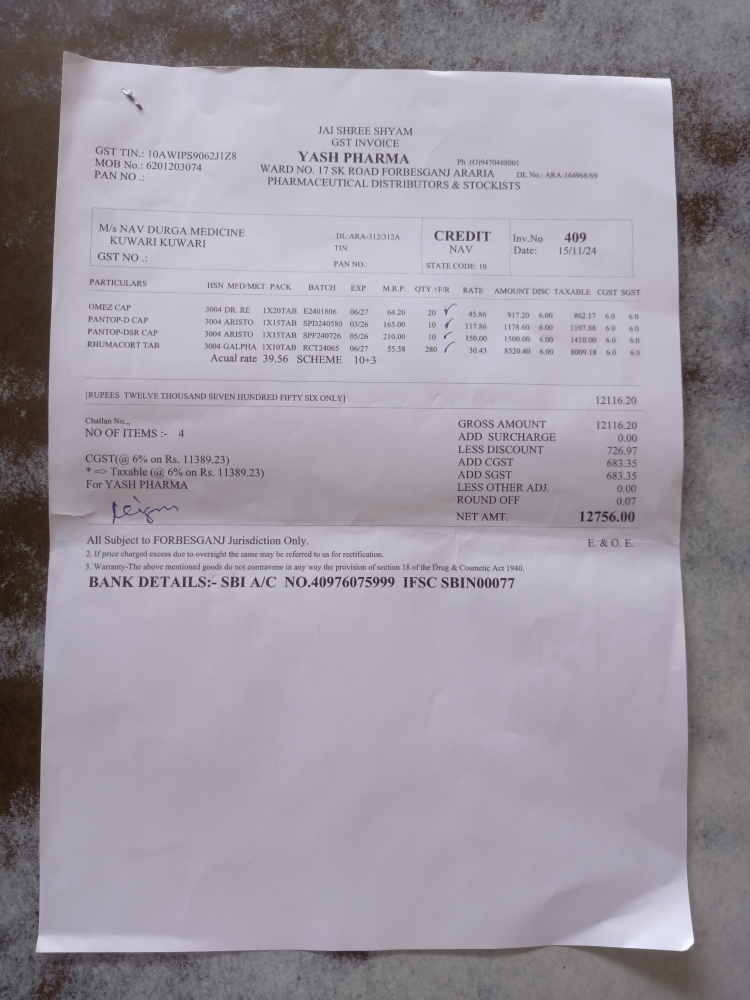 JAI SHREE SHYAM
GST INVOICE
GST TIN.: 10AWIPS9062J1Z8 YASH PHARMA Ph :(O)9470488001
MOB No.: 6201203074 WARD NO. 17 SK ROAD FORBESGANJ ARARIA DL No.: ARA-164968/69
PAN NO .: PHARMACEUTICAL DISTRIBUTORS & STOCKISTS
M/s NAV DURGA MEDICINE DL:ARA-312/312A CREDIT Inv.No 409
KUWARI KUWARI TIN NAV Date: 15/11/24
GST NO .: PAN NO.: STATE CODE: 10
PARTICULARS HSN MFD/MKT PACK BATCH EXP. M.R.P. QTY.+F/R RATE AMOUNT DISC TAXABLE CGST SGST
OMEZ CAP 3004 DR. RE 1X20TAB E2401806 06/27 64.20 20 45.86 917.20 6.00 862.17 6.0 6.0
PANTOP-D CAP 3004 ARISTO 1X15TAB SPD240580 03/26 165.00 10 117.86 1178.60 6.00 1107.88 6.0 6.0
PANTOP-DSR CAP 3004 ARISTO 1X15TAB SPF240726 05/26 210.00 10 150.00 1500.00 6.00 1410.00 6.0 6.0
RHUMACORT TAB 3004 GALPHA 1X10TAB RCT24065 06/27 55.38 280 30.43 8520.40 6.00 8009.18 6.0 6.0
Acual rate 39.56 SCHEME 10+3
[RUPEES TWELVE THOUSAND SEVEN HUNDRED FIFTY SIX ONLY] 12116.20
Challan No.,,
NO OF ITEMS :- 4
GROSS AMOUNT 12116.20
ADD SURCHARGE 0.00
LESS DISCOUNT 726.97
CGST(@ 6% on Rs. 11389.23) ADD CGST 683.35
* => Taxable (@ 6% on Rs. 11389.23) ADD SGST 683.35
For YASH PHARMA LESS OTHER ADJ. 0.00
ROUND OFF 0.07
NET AMT. 12756.00
All Subject to FORBESGANJ Jurisdiction Only. E. & O. E.
2. If price charged excess due to oversight the same may be referred to us for rectification.
3. Warranty-The above mentioned goods do not contravene in any way the provision of section 18 of the Drug & Cosmetic Act 1940.
BANK DETAILS:- SBI A/C NO.40976075999 IFSC SBIN00077